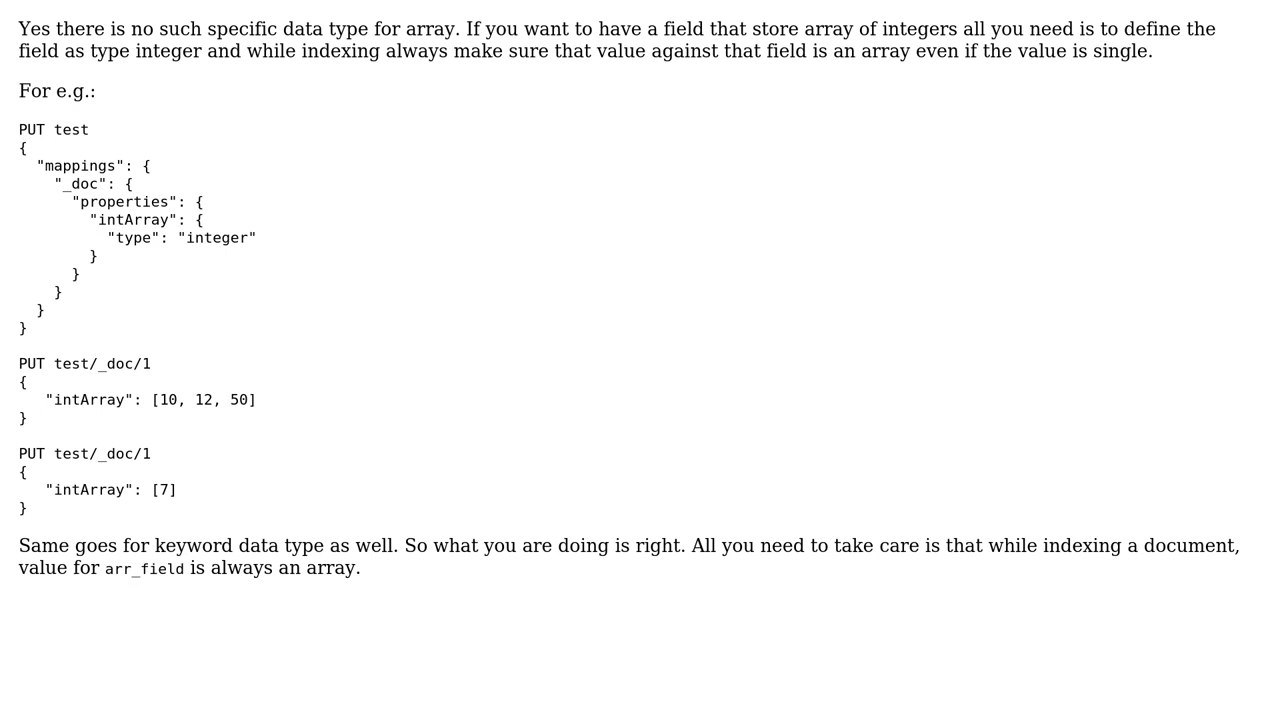 Yes there is no such specific data type for array. If you want to have a field that store array of integers all you need is to define the
field as type integer and while indexing always make sure that value against that field is an array even if the value is single.
For e.g.:
PUT test
{
  "mappings": {
    "_doc": {
      "properties": {
        "intArray": {
          "type": "integer"
        }
      }
    }
  }
}
PUT test/_doc/1
{
   "intArray": [10, 12, 50]
}
PUT test/_doc/1
{
   "intArray": [7]
}
Same goes for keyword data type as well. So what you are doing is right. All you need to take care is that while indexing a document,
value for arr_field is always an array.